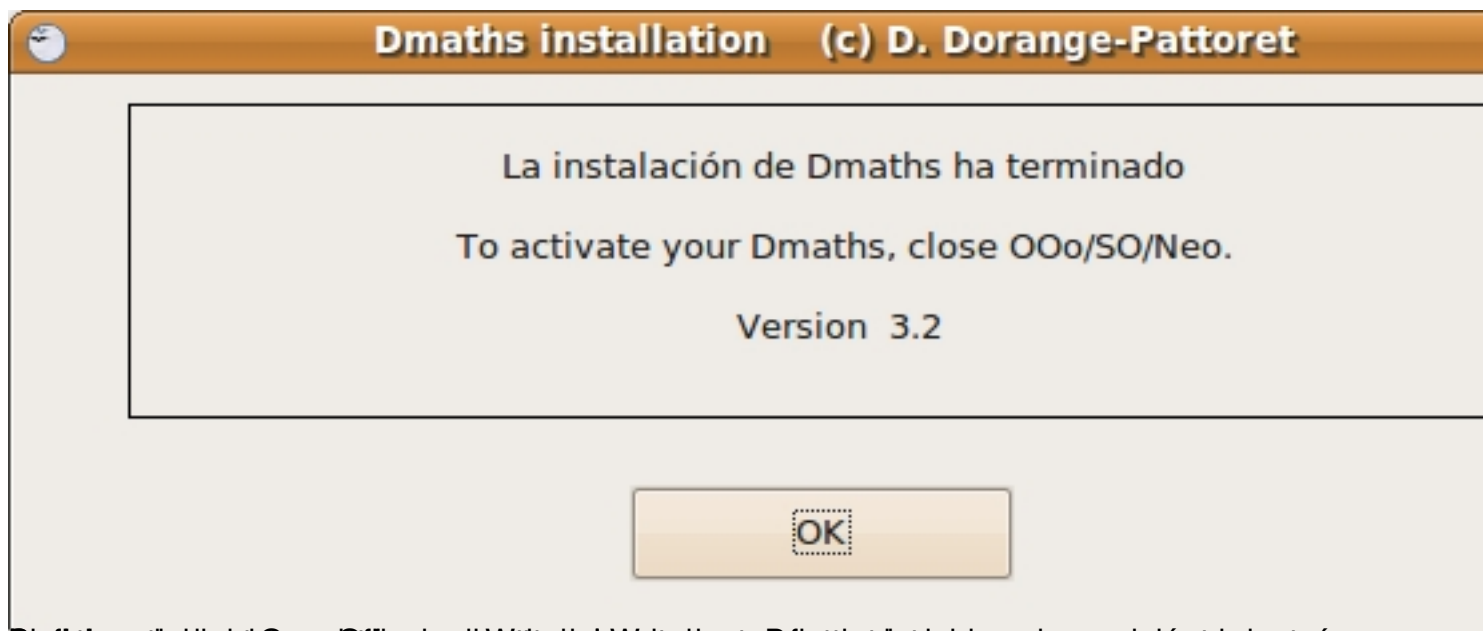 Dmaths installation (c) D. Dorange-Pattoret
La instalación de Dmaths ha terminado
To activate your Dmaths, close OOo/SO/Neo.
Version 3.2
OK